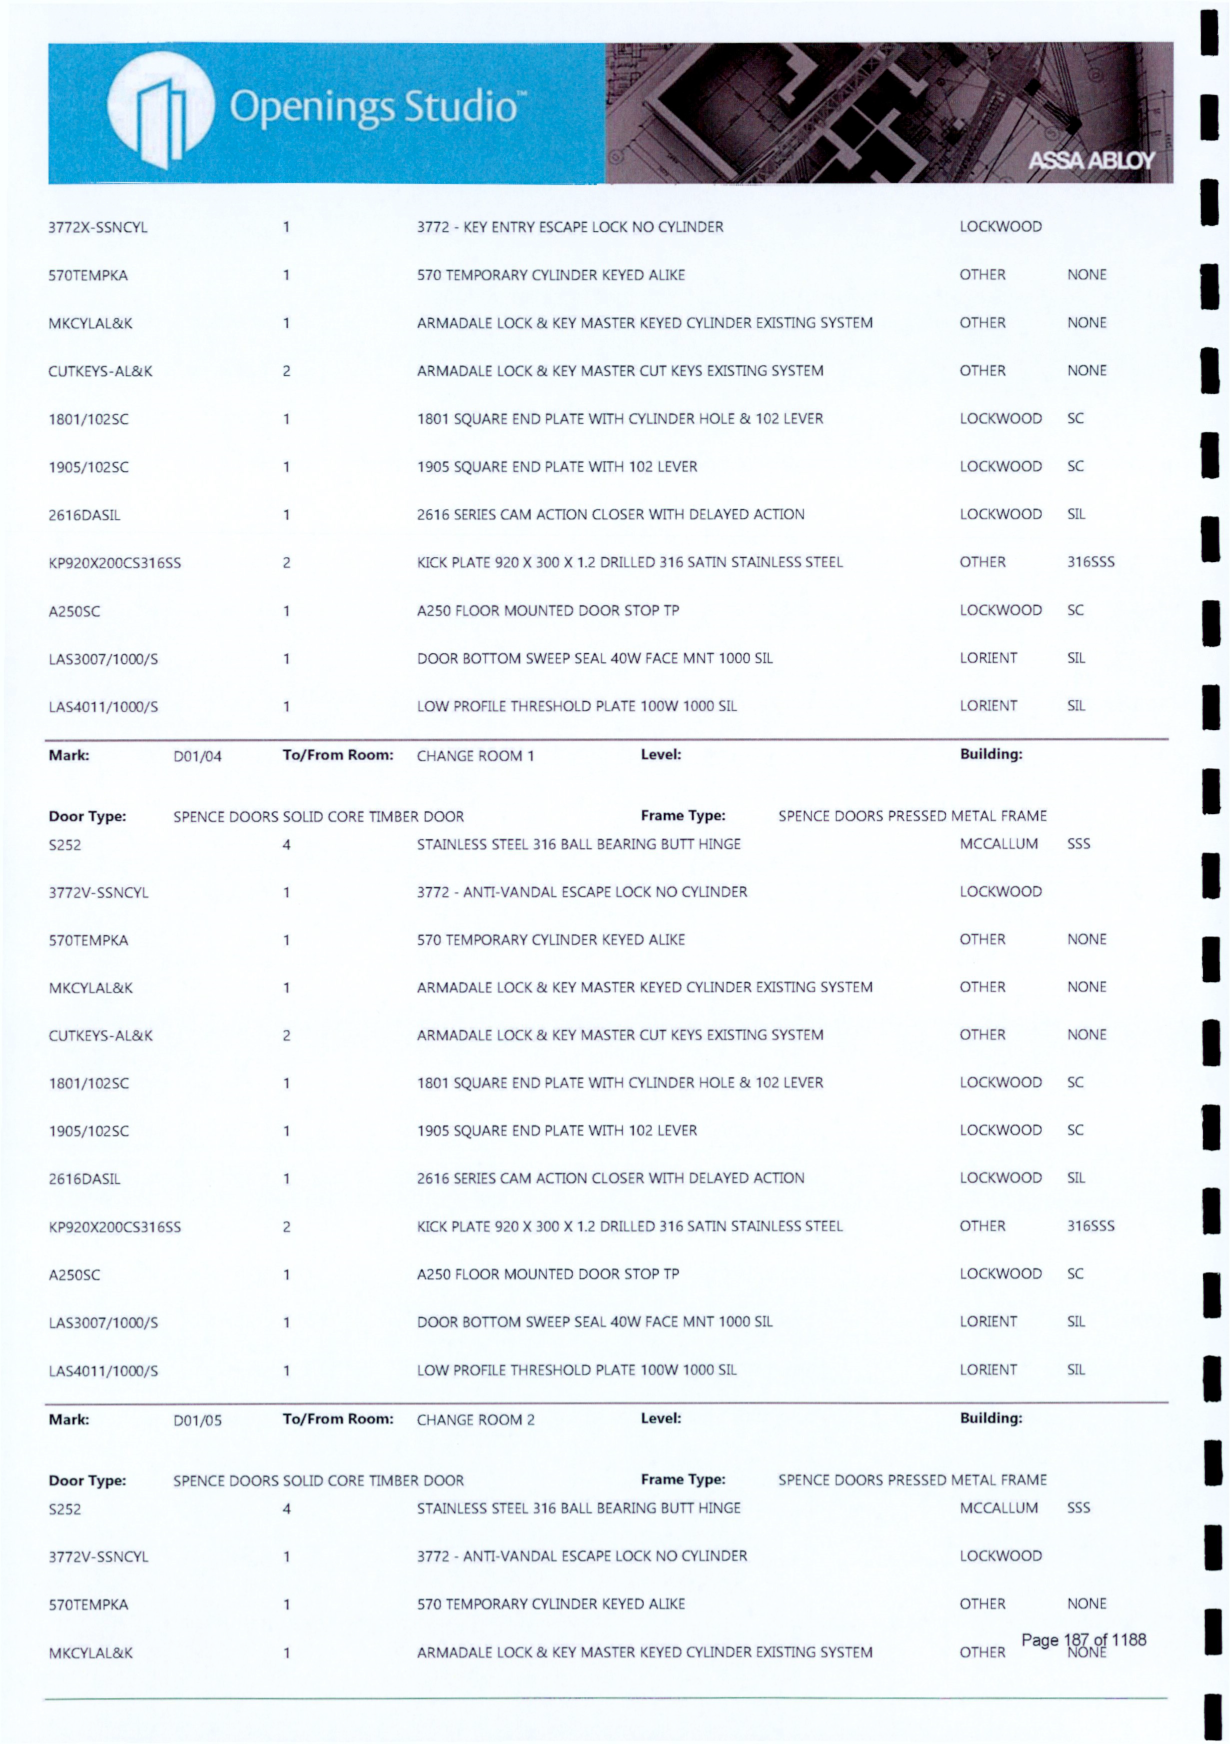 Openings Studio™
ASSA ABLOY
3772X-SSNCYL 1 3772 - KEY ENTRY ESCAPE LOCK NO CYLINDER LOCKWOOD
570TEMPKA 1 570 TEMPORARY CYLINDER KEYED ALIKE OTHER NONE
MKCYLAL&K 1 ARMADALE LOCK & KEY MASTER KEYED CYLINDER EXISTING SYSTEM OTHER NONE
CUTKEYS-AL&K 2 ARMADALE LOCK & KEY MASTER CUT KEYS EXISTING SYSTEM OTHER NONE
1801/102SC 1 1801 SQUARE END PLATE WITH CYLINDER HOLE & 102 LEVER LOCKWOOD SC
1905/102SC 1 1905 SQUARE END PLATE WITH 102 LEVER LOCKWOOD SC
2616DASIL 1 2616 SERIES CAM ACTION CLOSER WITH DELAYED ACTION LOCKWOOD SIL
KP920X200CS316SS 2 KICK PLATE 920 X 300 X 1.2 DRILLED 316 SATIN STAINLESS STEEL OTHER 316SSS
A250SC 1 A250 FLOOR MOUNTED DOOR STOP TP LOCKWOOD SC
LAS3007/1000/S 1 DOOR BOTTOM SWEEP SEAL 40W FACE MNT 1000 SIL LORIENT SIL
LAS4011/1000/S 1 LOW PROFILE THRESHOLD PLATE 100W 1000 SIL LORIENT SIL
Mark: D01/04 To/From Room: CHANGE ROOM 1 Level: Building:
Door Type: SPENCE DOORS SOLID CORE TIMBER DOOR Frame Type: SPENCE DOORS PRESSED METAL FRAME
S252 4 STAINLESS STEEL 316 BALL BEARING BUTT HINGE MCCALLUM SSS
3772V-SSNCYL 1 3772 - ANTI-VANDAL ESCAPE LOCK NO CYLINDER LOCKWOOD
570TEMPKA 1 570 TEMPORARY CYLINDER KEYED ALIKE OTHER NONE
MKCYLAL&K 1 ARMADALE LOCK & KEY MASTER KEYED CYLINDER EXISTING SYSTEM OTHER NONE
CUTKEYS-AL&K 2 ARMADALE LOCK & KEY MASTER CUT KEYS EXISTING SYSTEM OTHER NONE
1801/102SC 1 1801 SQUARE END PLATE WITH CYLINDER HOLE & 102 LEVER LOCKWOOD SC
1905/102SC 1 1905 SQUARE END PLATE WITH 102 LEVER LOCKWOOD SC
2616DASIL 1 2616 SERIES CAM ACTION CLOSER WITH DELAYED ACTION LOCKWOOD SIL
KP920X200CS316SS 2 KICK PLATE 920 X 300 X 1.2 DRILLED 316 SATIN STAINLESS STEEL OTHER 316SSS
A250SC 1 A250 FLOOR MOUNTED DOOR STOP TP LOCKWOOD SC
LAS3007/1000/S 1 DOOR BOTTOM SWEEP SEAL 40W FACE MNT 1000 SIL LORIENT SIL
LAS4011/1000/S 1 LOW PROFILE THRESHOLD PLATE 100W 1000 SIL LORIENT SIL
Mark: D01/05 To/From Room: CHANGE ROOM 2 Level: Building:
Door Type: SPENCE DOORS SOLID CORE TIMBER DOOR Frame Type: SPENCE DOORS PRESSED METAL FRAME
S252 4 STAINLESS STEEL 316 BALL BEARING BUTT HINGE MCCALLUM SSS
3772V-SSNCYL 1 3772 - ANTI-VANDAL ESCAPE LOCK NO CYLINDER LOCKWOOD
570TEMPKA 1 570 TEMPORARY CYLINDER KEYED ALIKE OTHER NONE
MKCYLAL&K 1 ARMADALE LOCK & KEY MASTER KEYED CYLINDER EXISTING SYSTEM OTHER NONE
Page 187 of 1188